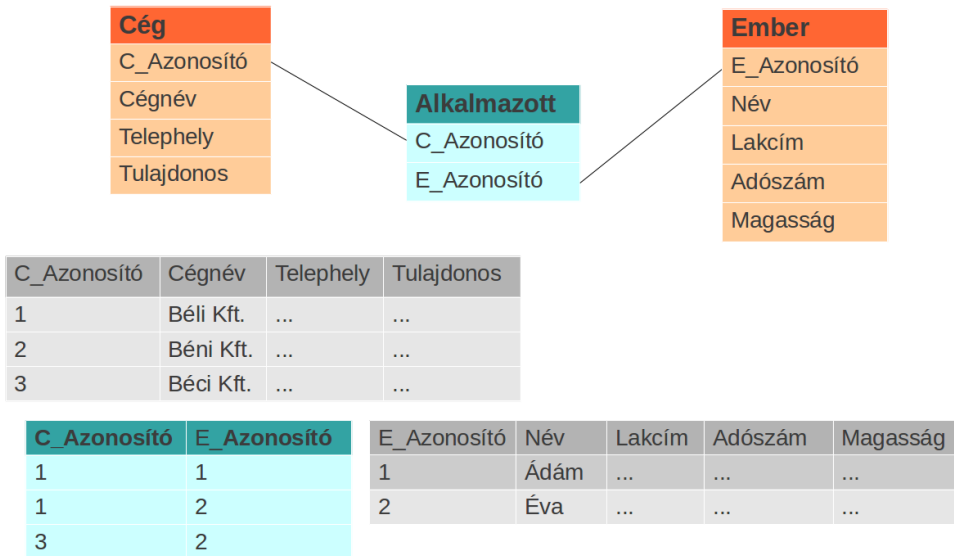 Cég
C_Azonosító
Cégnév
Telephely
Tulajdonos
Alkalmazott
C_Azonosító
E_Azonosító
Ember
E_Azonosító
Név
Lakcím
Adószám
Magasság
C_Azonosító Cégnév Telephely Tulajdonos
1 Béli Kft. ... ...
2 Béni Kft. ... ...
3 Béci Kft. ... ...
C_Azonosító E_Azonosító
1 1
1 2
3 2
E_Azonosító Név Lakcím Adószám Magasság
1 Ádám ... ... ...
2 Éva ... ... ...